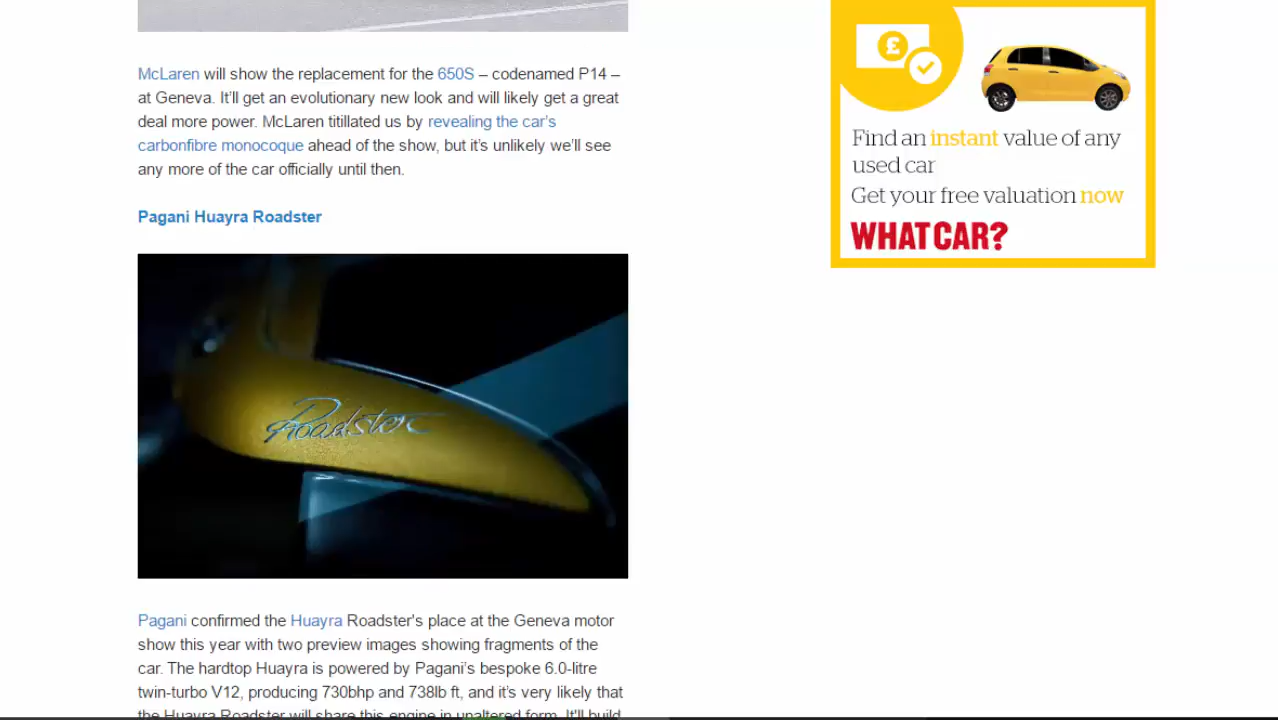 McLaren will show the replacement for the 650S – codenamed P14 –
at Geneva. It’ll get an evolutionary new look and will likely get a great
deal more power. McLaren titillated us by revealing the car’s
carbonfibre monocoque ahead of the show, but it’s unlikely we’ll see
any more of the car officially until then.
Pagani Huayra Roadster
Roadster
Pagani confirmed the Huayra Roadster's place at the Geneva motor
show this year with two preview images showing fragments of the
car. The hardtop Huayra is powered by Pagani’s bespoke 6.0-litre
twin-turbo V12, producing 730bhp and 738lb ft, and it’s very likely that
the Huayra Roadster will share this engine in unaltered form. It'll build
£
Find an instant value of any
used car
Get your free valuation now
WHAT CAR?